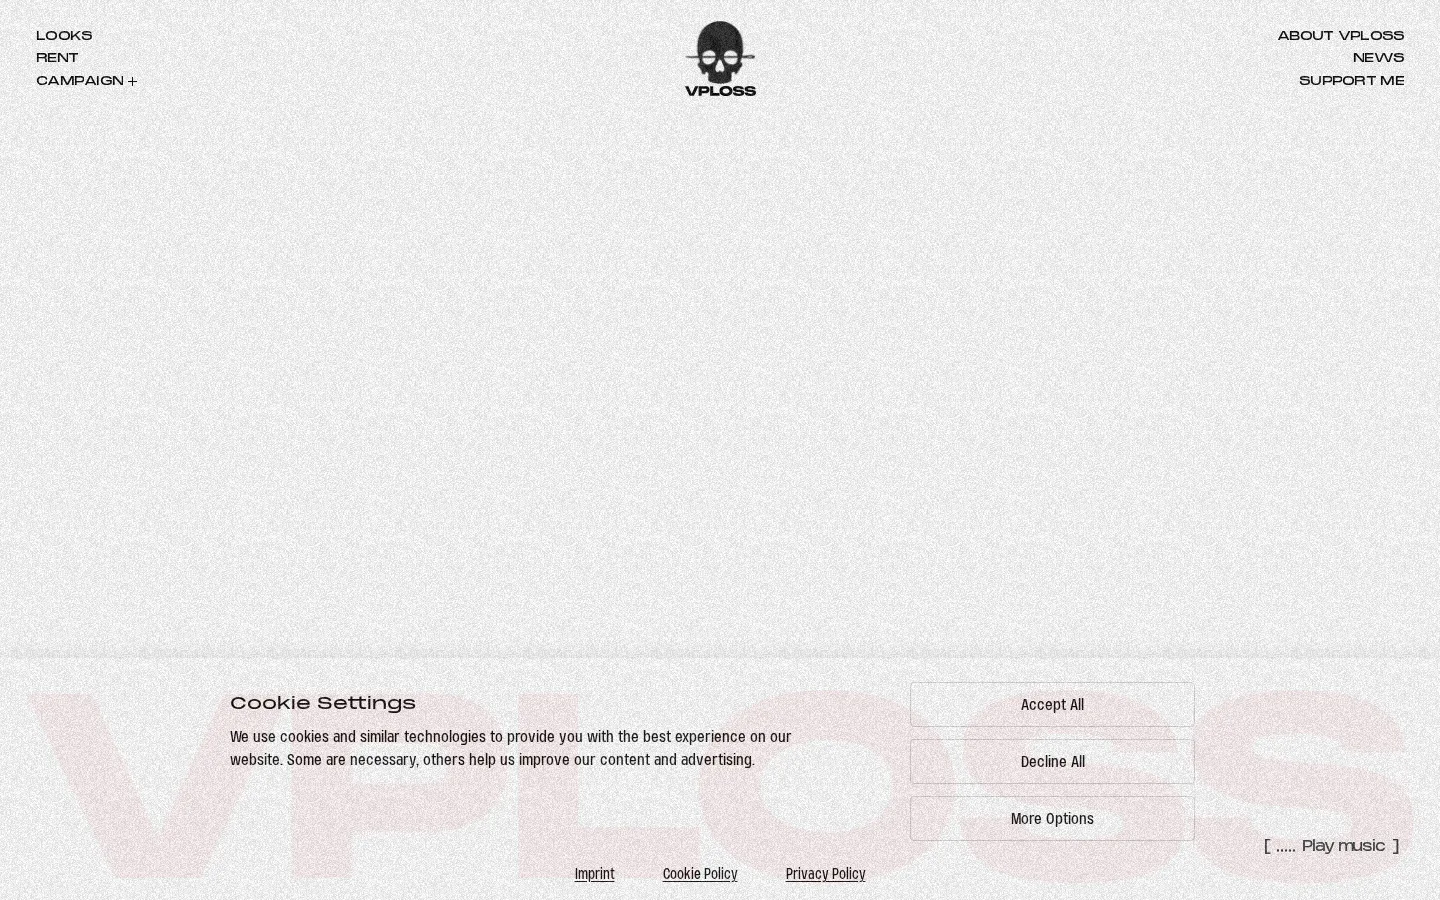 LOOKS
RENT
CAMPAIGN +
VPLOSS
ABOUT VPLOSS
NEWS
SUPPORT ME
VPLOSS
Cookie Settings
We use cookies and similar technologies to provide you with the best experience on our
website. Some are necessary, others help us improve our content and advertising.
Accept All
Decline All
More Options
[ ..... Play music ]
Imprint
Cookie Policy
Privacy Policy